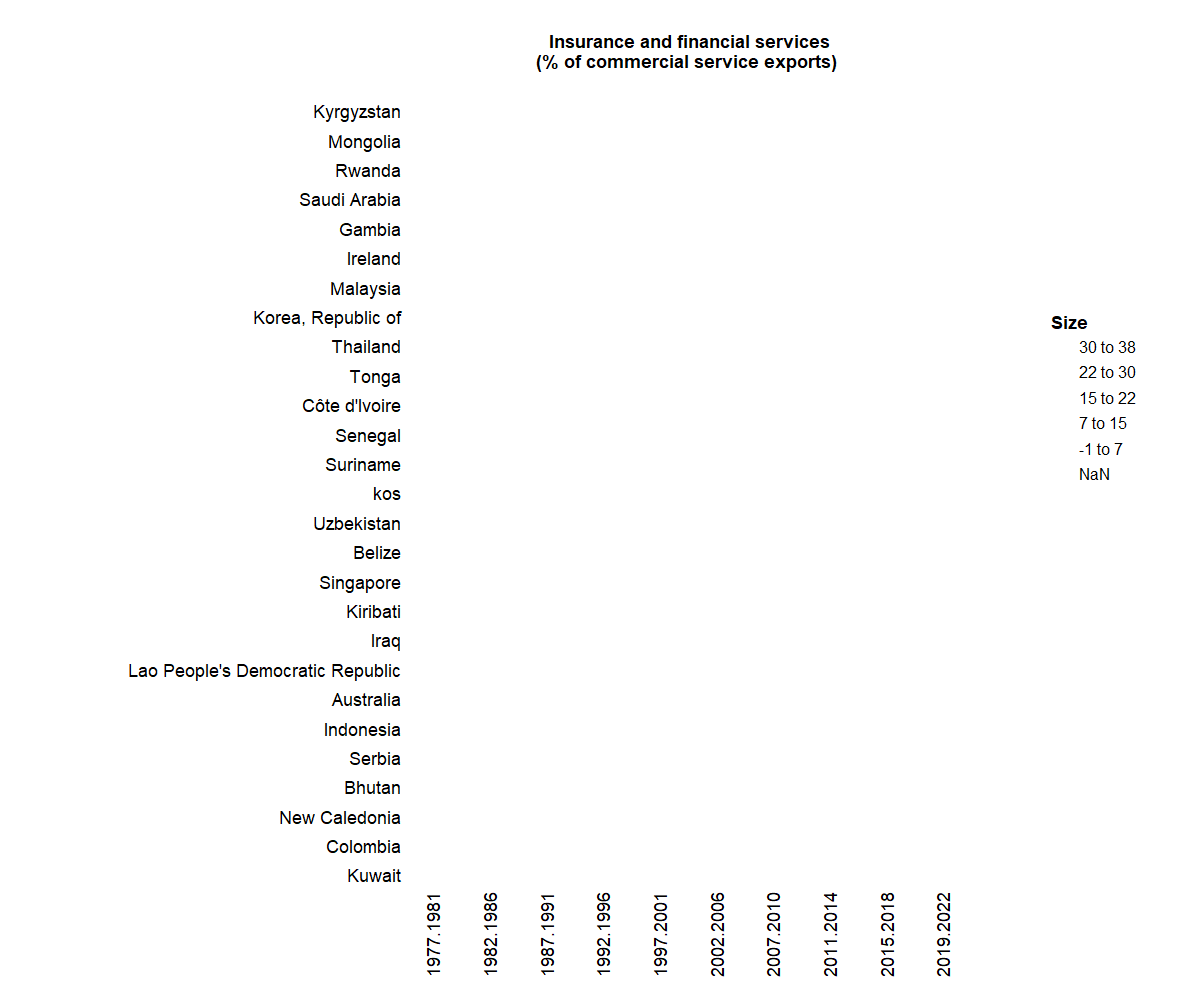 Insurance and financial services
(% of commercial service exports)
Kyrgyzstan
Mongolia
Rwanda
Saudi Arabia
Gambia
Ireland
Malaysia
Korea, Republic of
Thailand
Tonga
Côte d'Ivoire
Senegal
Suriname
kos
Uzbekistan
Belize
Singapore
Kiribati
Iraq
Lao People's Democratic Republic
Australia
Indonesia
Serbia
Bhutan
New Caledonia
Colombia
Kuwait
1977.1981
1982.1986
1987.1991
1992.1996
1997.2001
2002.2006
2007.2010
2011.2014
2015.2018
2019.2022
Size
30 to 38
22 to 30
15 to 22
7 to 15
-1 to 7
NaN